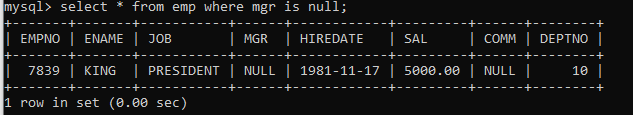 mysql> select * from emp where mgr is null;
+-------+-------+-----------+------+------------+---------+------+--------+
| EMPNO | ENAME | JOB       | MGR  | HIREDATE   | SAL     | COMM | DEPTNO |
+-------+-------+-----------+------+------------+---------+------+--------+
|  7839 | KING  | PRESIDENT | NULL | 1981-11-17 | 5000.00 | NULL |     10 |
+-------+-------+-----------+------+------------+---------+------+--------+
1 row in set (0.00 sec)